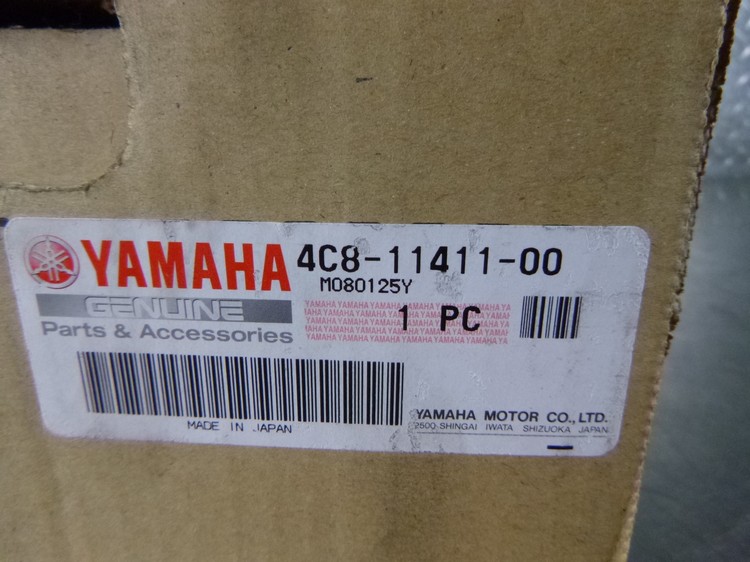 YAMAHA 4C8-11411-00
M080125Y
GENUINE
Parts & Accessories
1 PC
MADE IN JAPAN
YAMAHA MOTOR CO.,LTD.
2500-SHINGAI IWATA SHIZUOKA JAPAN